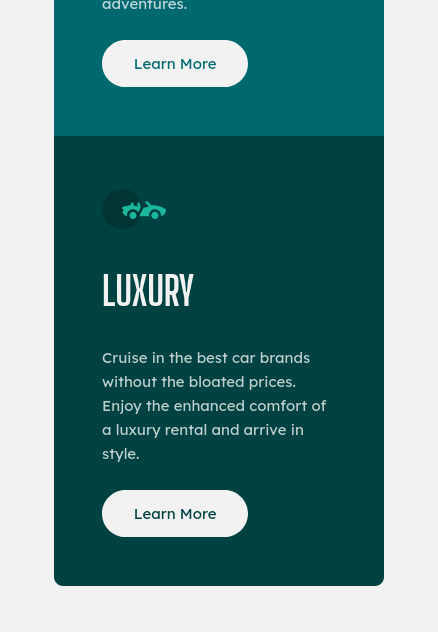 adventures.
Learn More
LUXURY
Cruise in the best car brands
without the bloated prices.
Enjoy the enhanced comfort of
a luxury rental and arrive in
style.
Learn More